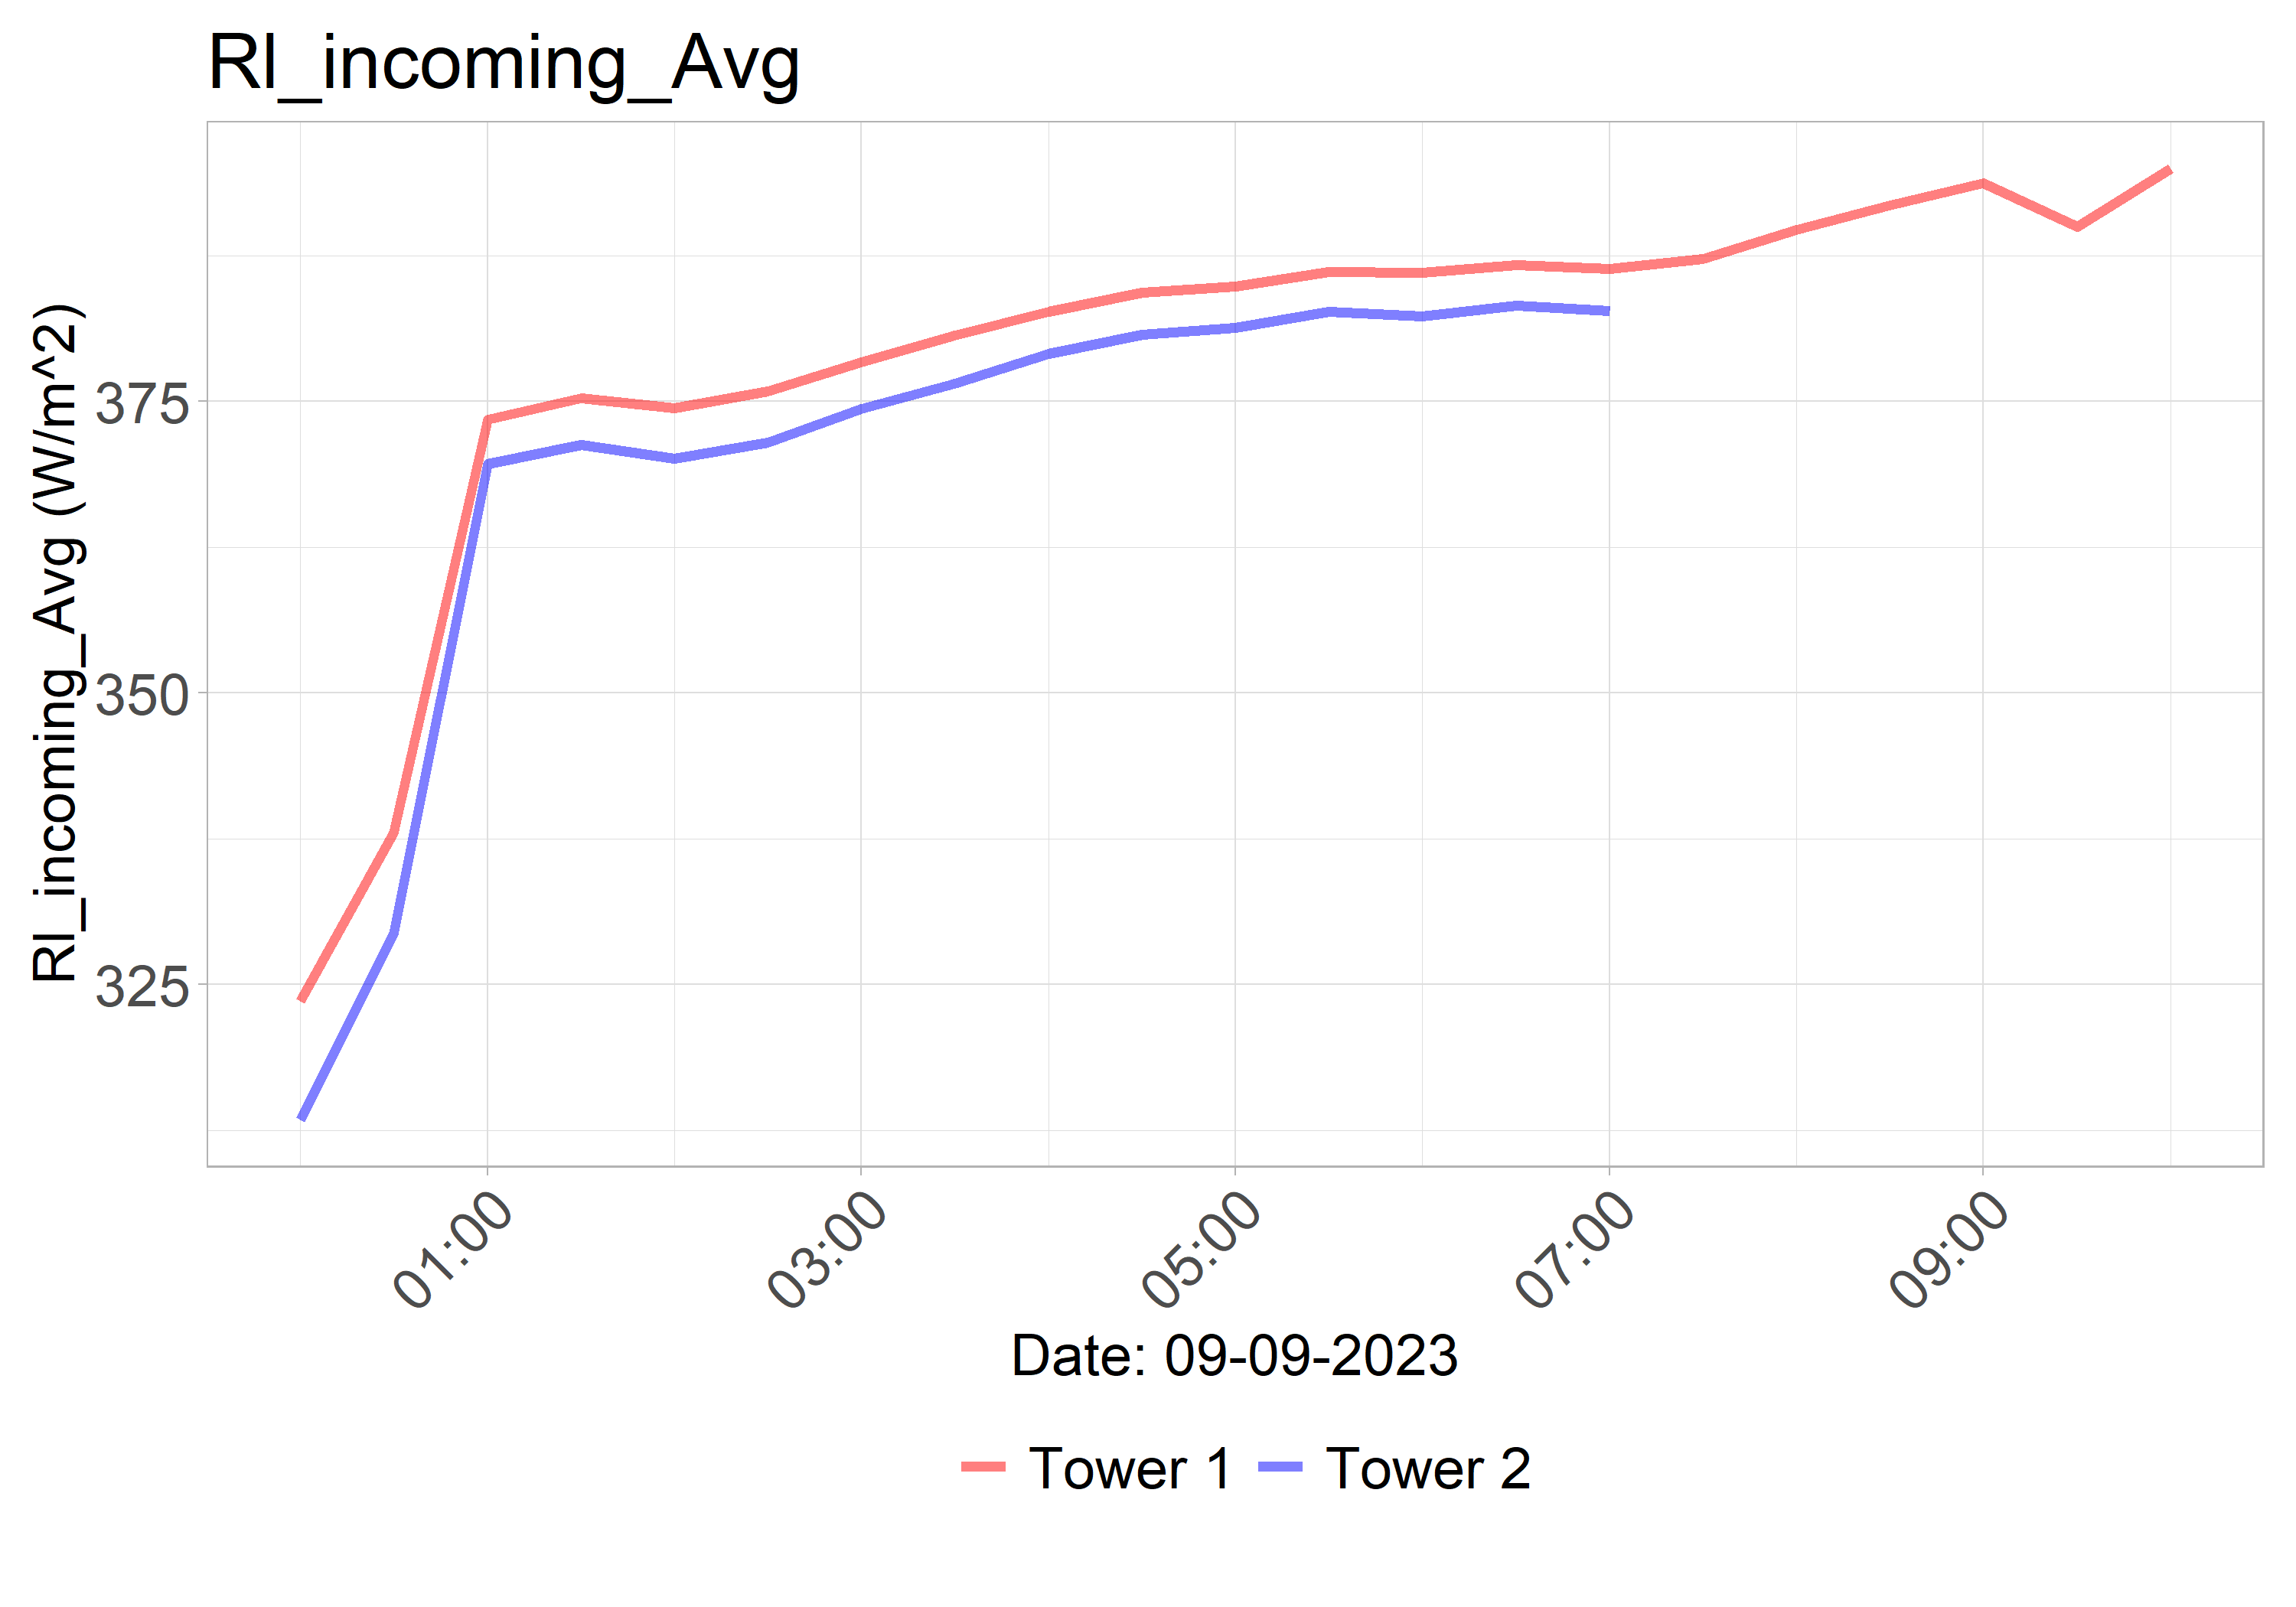 Rl_incoming_Avg
Rl_incoming_Avg (W/m^2)
375
350
325
01:00 03:00 05:00 07:00 09:00
Date: 09-09-2023
Tower 1 Tower 2